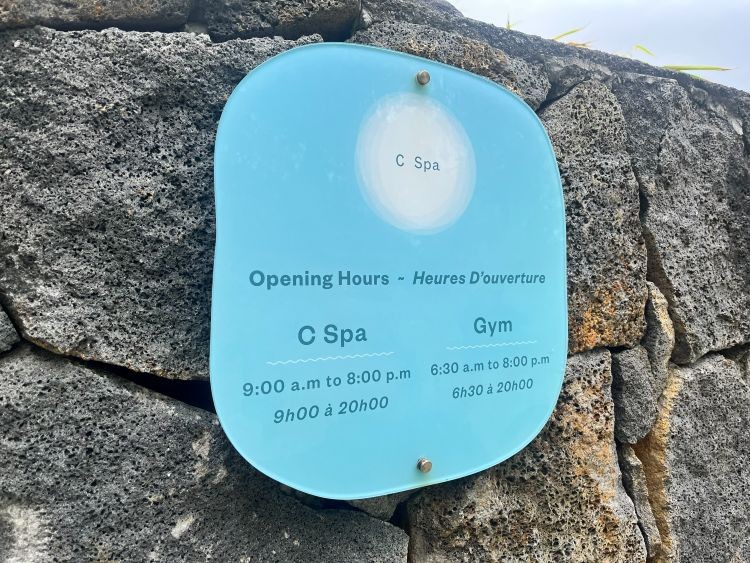 C Spa
Opening Hours ~ Heures D'ouverture
C Spa
9:00 a.m to 8:00 p.m
9h00 à 20h00
Gym
6:30 a.m to 8:00 p.m
6h30 à 20h00